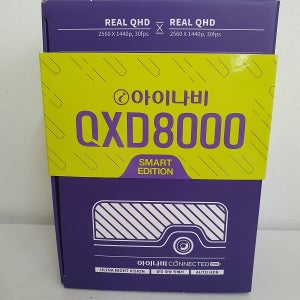 REAL QHD X REAL QHD
2560 X 1440p, 30fps 2560 X 1440p, 30fps
아이나비
QXD8000
SMART
EDITION
아이나비 CONNECTED
ULTRA NIGHT VISION AUTO HDR